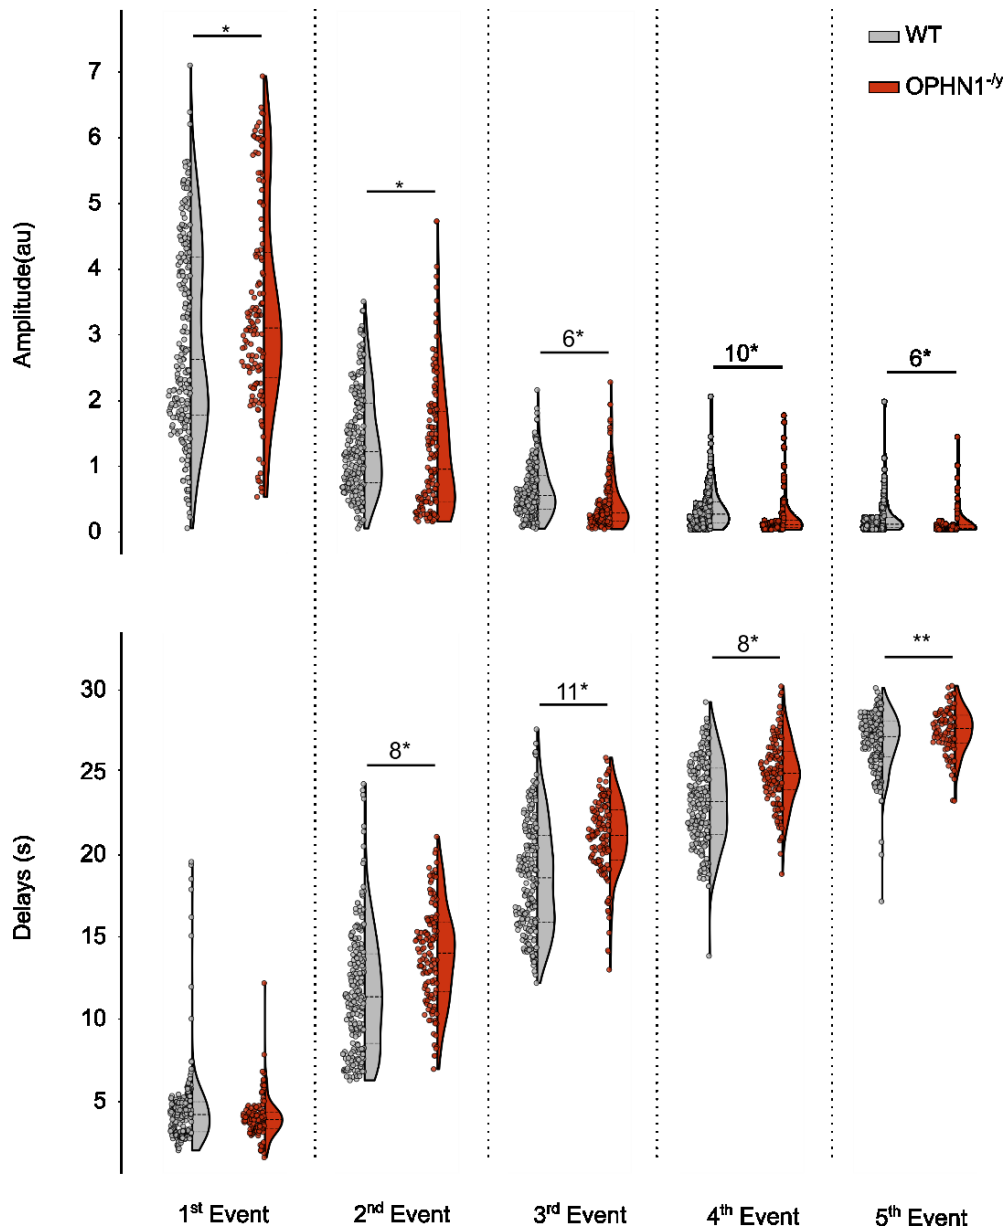 WT
OPHN1⁻/ʸ
Amplitude(au)
7
6
5
4
3
2
1
0
*
*
6*
10*
6*
Delays (s)
30
25
20
15
10
5
8*
11*
8*
**
1ˢᵗ Event
2ⁿᵈ Event
3ʳᵈ Event
4ᵗʰ Event
5ᵗʰ Event